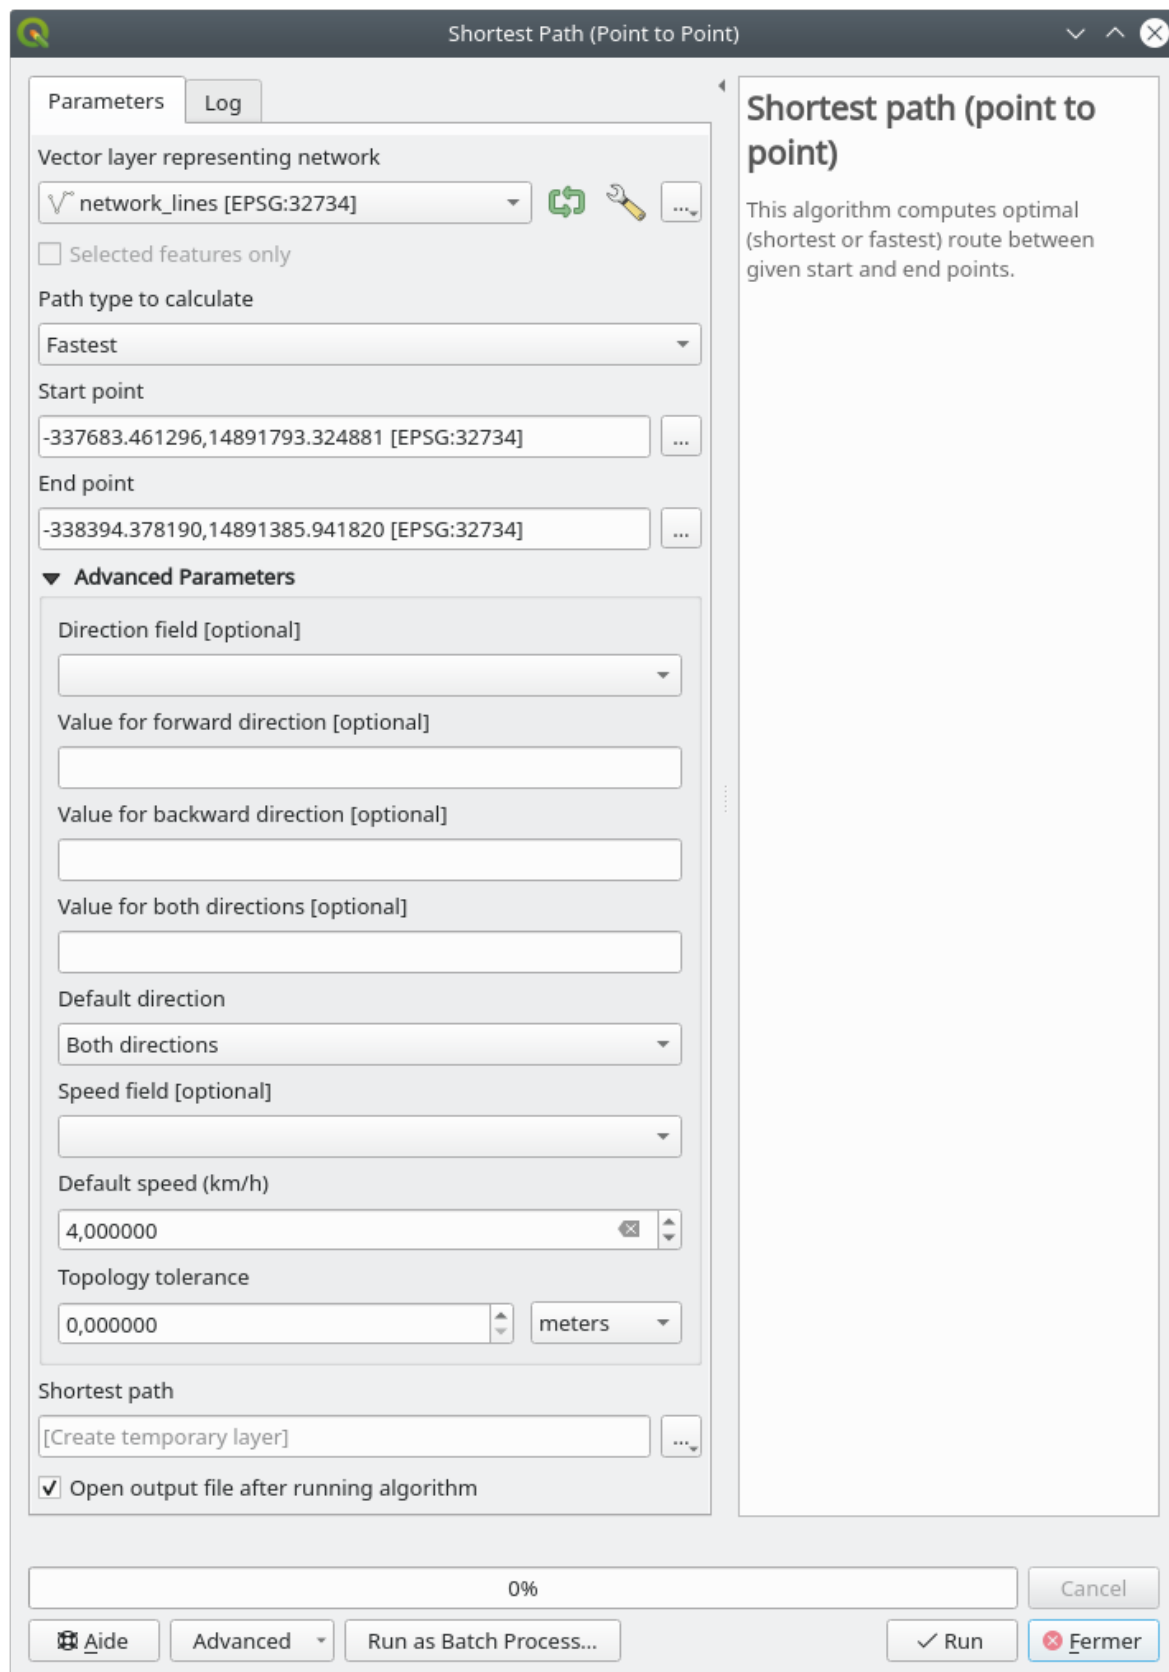 Shortest Path (Point to Point)
Parameters
Log
Vector layer representing network
network_lines [EPSG:32734]
...
Selected features only
Path type to calculate
Fastest
Start point
-337683.461296,14891793.324881 [EPSG:32734]
...
End point
-338394.378190,14891385.941820 [EPSG:32734]
...
Advanced Parameters
Direction field [optional]
Value for forward direction [optional]
Value for backward direction [optional]
Value for both directions [optional]
Default direction
Both directions
Speed field [optional]
Default speed (km/h)
4,000000
Topology tolerance
0,000000
meters
Shortest path
[Create temporary layer]
...
Open output file after running algorithm
Shortest path (point to
point)
This algorithm computes optimal
(shortest or fastest) route between
given start and end points.
0%
Cancel
Aide
Advanced
Run as Batch Process...
Run
Fermer